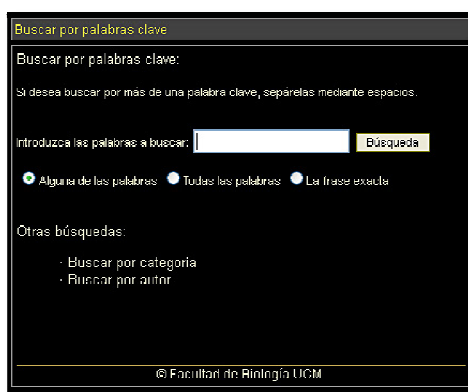 Buscar por palabras clave
Buscar por palabras clave:
Si desea buscar por más de una palabra clave, sepárelas mediante espacios.
Introduzca las palabras a buscar: Búsqueda
Alguna de las palabras Todas las palabras La frase exacta
Otras búsquedas:
· Buscar por categoría
· Buscar por autor
© Facultad de Biología UCM